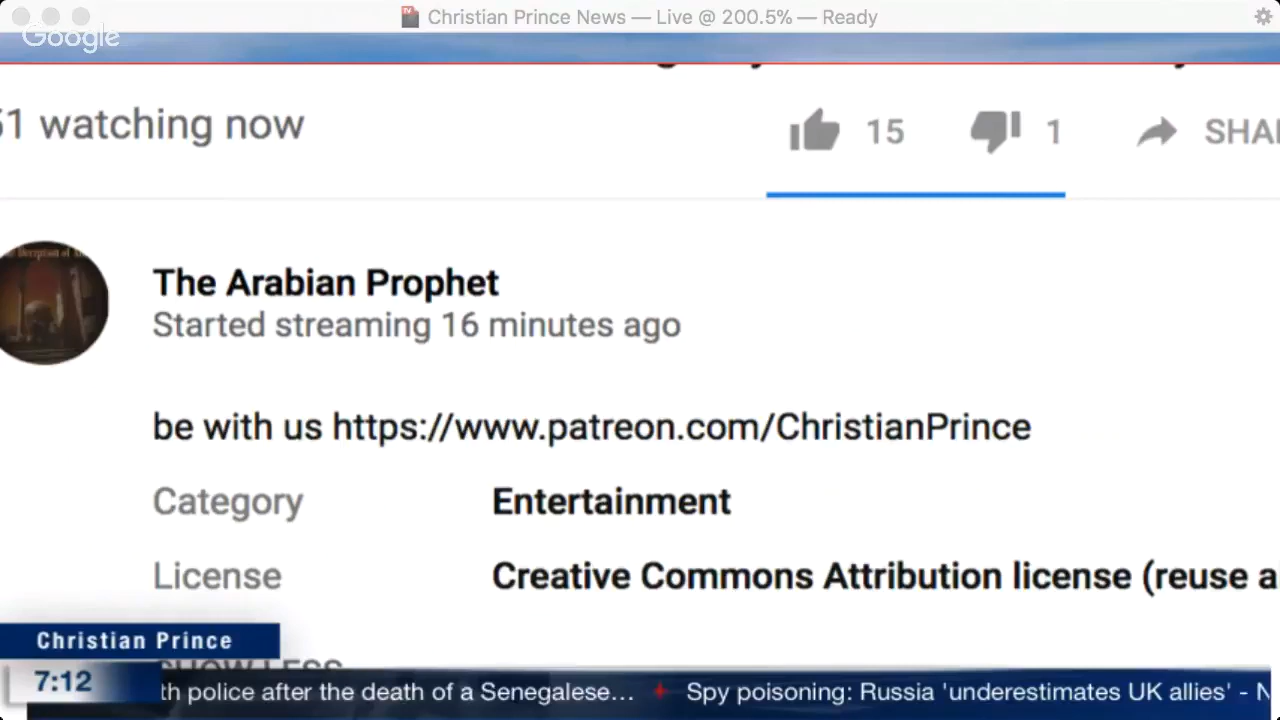 Christian Prince News — Live @ 200.5% — Ready
Google
51 watching now
15
1
SHA
The Arabian Prophet
Started streaming 16 minutes ago
be with us https://www.patreon.com/ChristianPrince
Category Entertainment
License Creative Commons Attribution license (reuse a
SHOW LESS
Christian Prince
7:12
th police after the death of a Senegalese... + Spy poisoning: Russia 'underestimates UK allies' - N